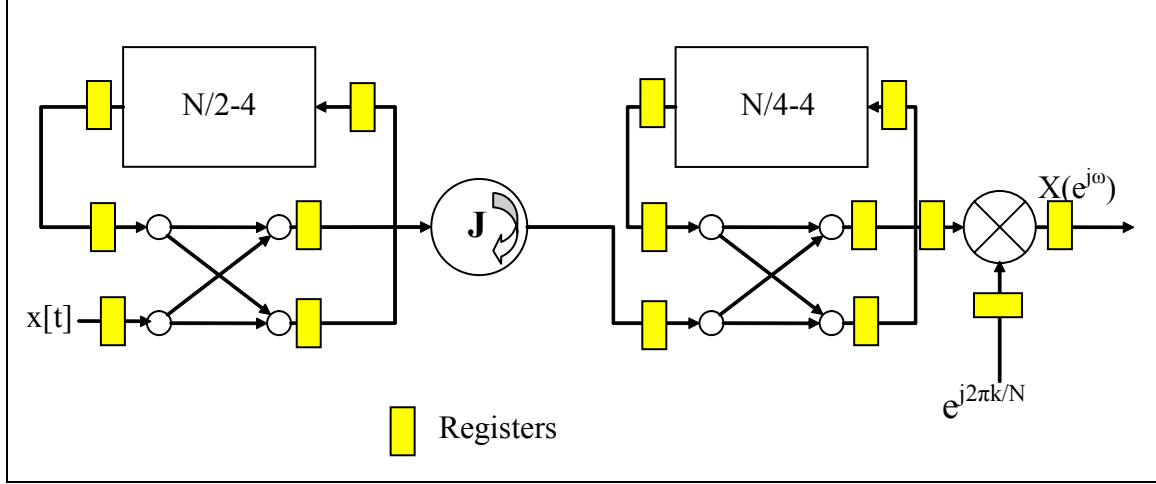 N/2-4
N/4-4
J
X(e^{jω})
x[t]
e^{j2πk/N}
Registers